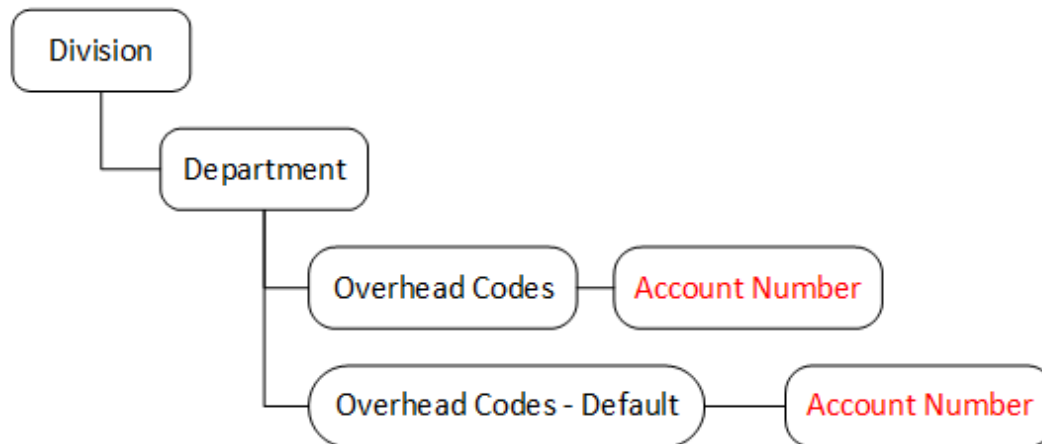 Division
Department
Overhead Codes Account Number
Overhead Codes - Default Account Number